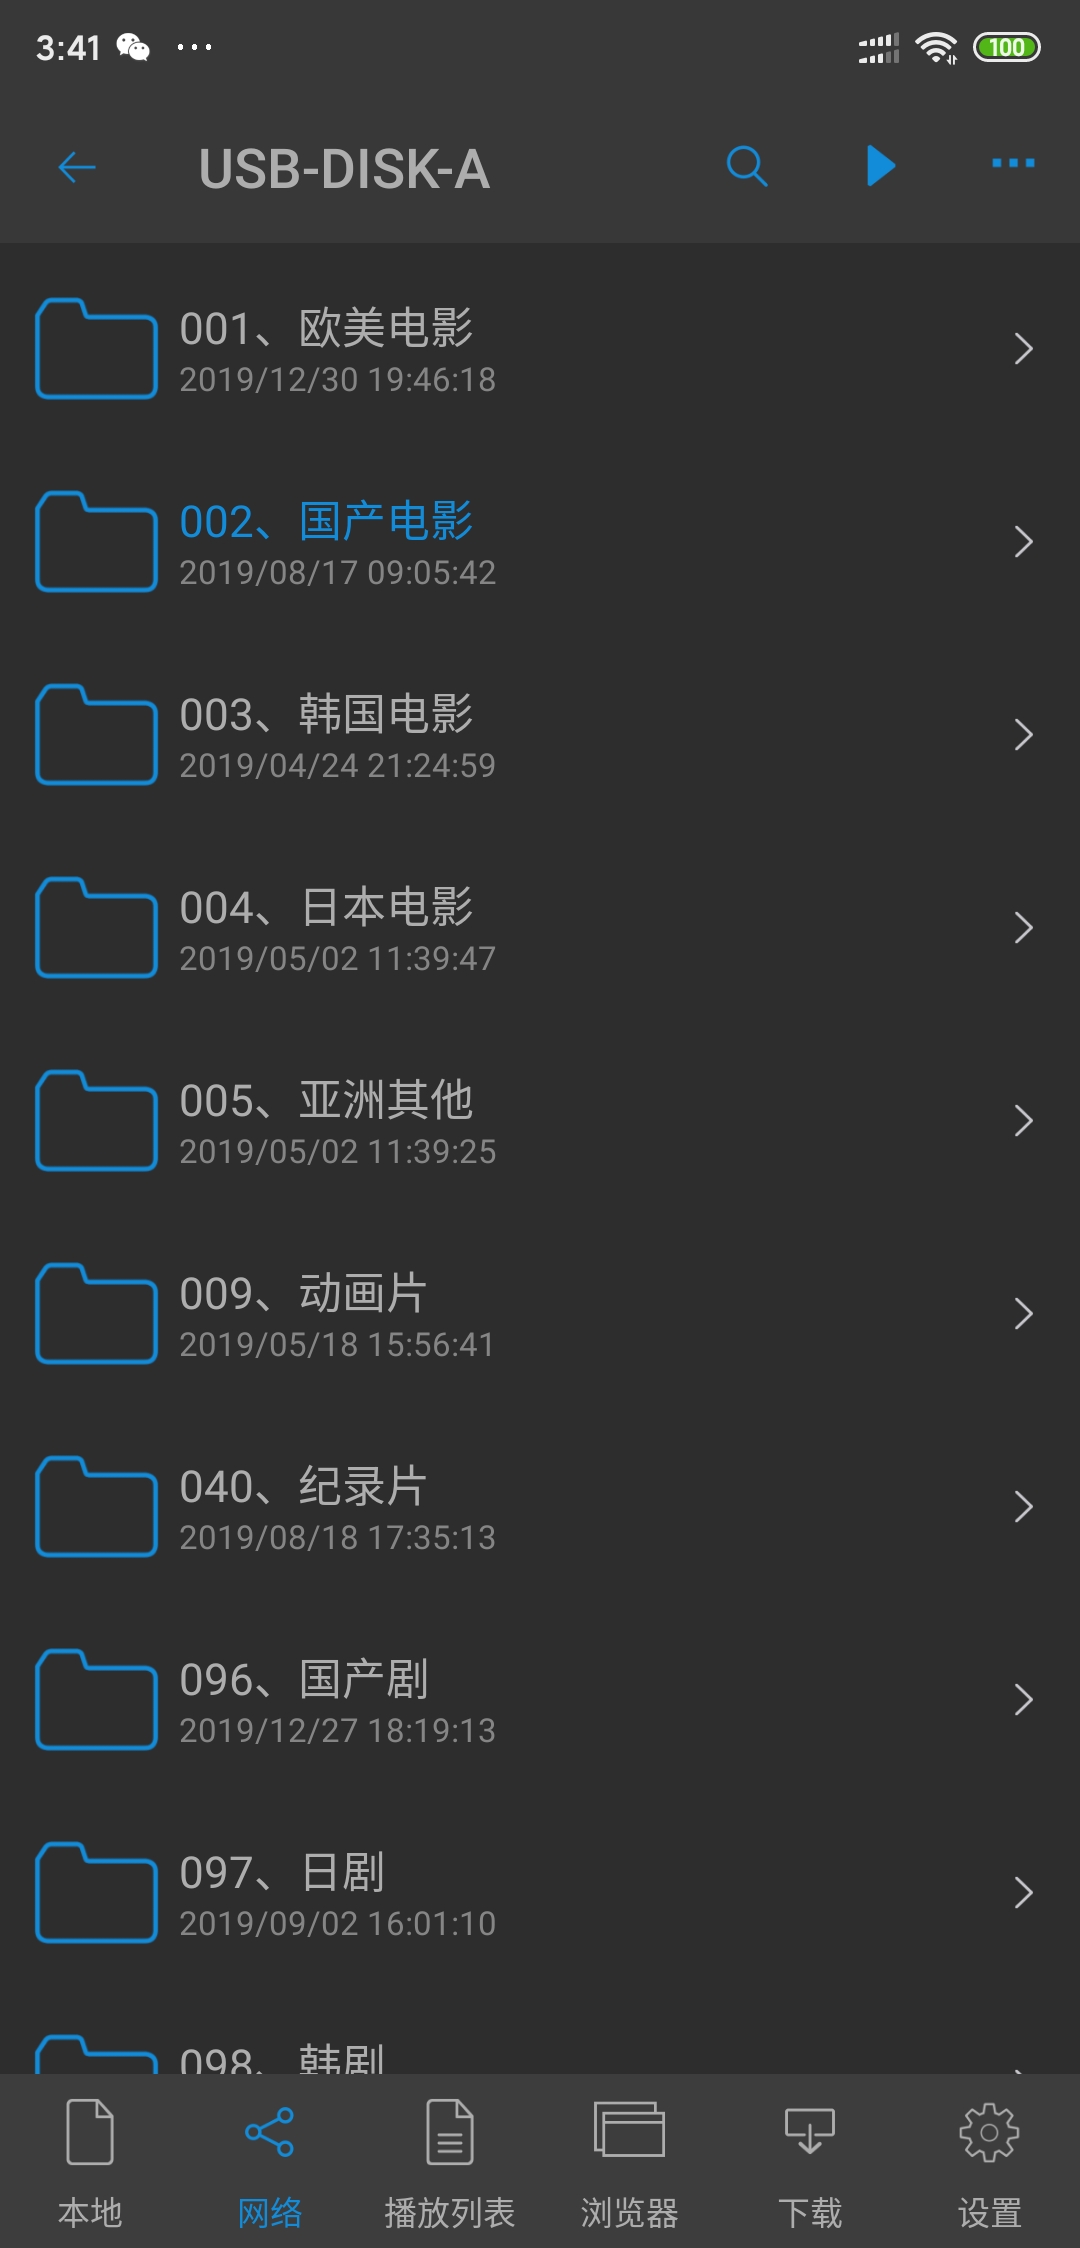 3:41
100
USB-DISK-A
001、欧美电影
2019/12/30 19:46:18
002、国产电影
2019/08/17 09:05:42
003、韩国电影
2019/04/24 21:24:59
004、日本电影
2019/05/02 11:39:47
005、亚洲其他
2019/05/02 11:39:25
009、动画片
2019/05/18 15:56:41
040、纪录片
2019/08/18 17:35:13
096、国产剧
2019/12/27 18:19:13
097、日剧
2019/09/02 16:01:10
098、韩剧
本地 网络 播放列表 浏览器 下载 设置